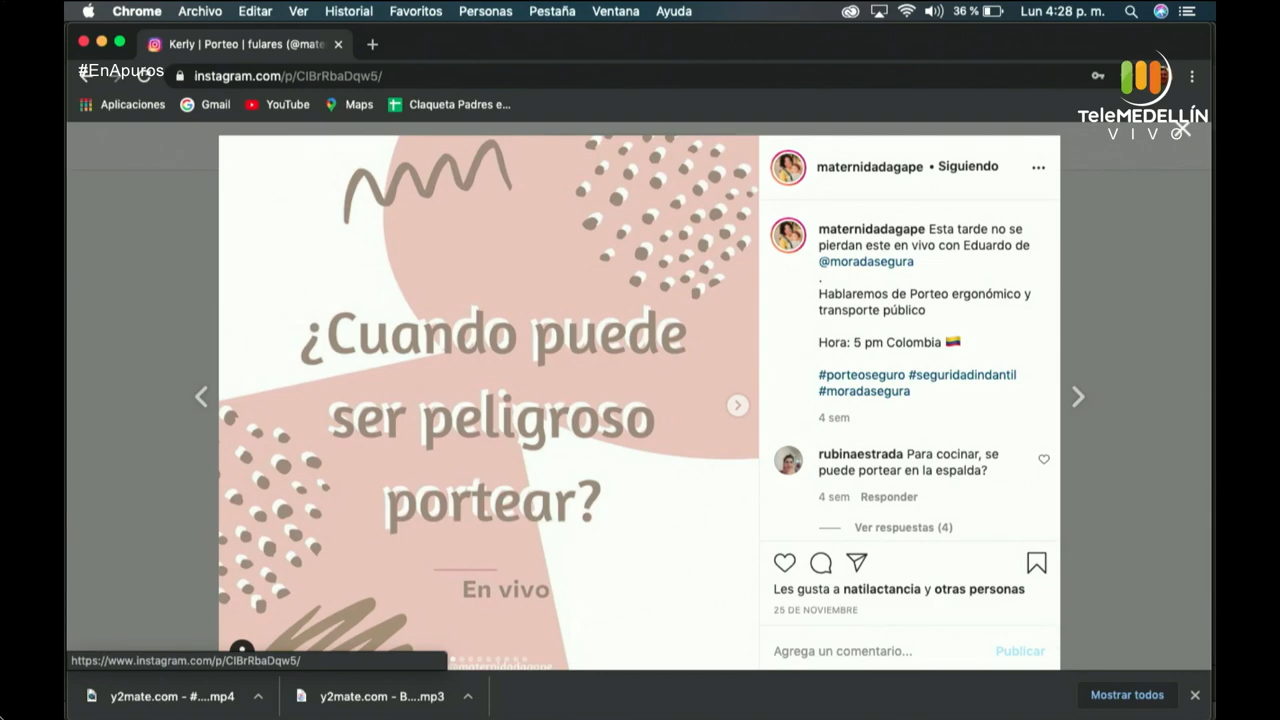 Chrome Archivo Editar Ver Historial Favoritos Personas Pestaña Ventana Ayuda
36 % Lun 4:28 p. m.
Kerly | Porteo | fulares (@mate
#EnApuros
instagram.com/p/CIBrRbaDqw5/
Aplicaciones Gmail YouTube Maps Claqueta Padres e...
TeleMEDELLÍN
VIVO
¿Cuando puede
ser peligroso
portear?
En vivo
@maternidadagape
maternidadagape • Siguiendo
maternidadagape Esta tarde no se
pierdan este en vivo con Eduardo de
@moradasegura
.
Hablaremos de Porteo ergonómico y
transporte público
Hora: 5 pm Colombia 🇨🇴
#porteoseguro #seguridadindantil
#moradasegura
4 sem
rubinaestrada Para cocinar, se
puede portear en la espalda?
4 sem Responder
Ver respuestas (4)
Les gusta a natilactancia y otras personas
25 DE NOVIEMBRE
Agrega un comentario... Publicar
https://www.instagram.com/p/CIBrRbaDqw5/
y2mate.com - #....mp4 y2mate.com - B....mp3 Mostrar todos